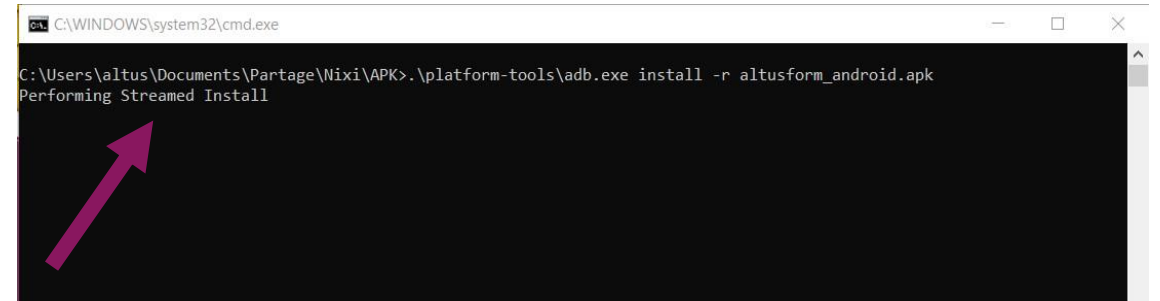 C:\WINDOWS\system32\cmd.exe
C:\Users\altus\Documents\Partage\Nixi\APK>.\platform-tools\adb.exe install -r altusform_android.apk
Performing Streamed Install